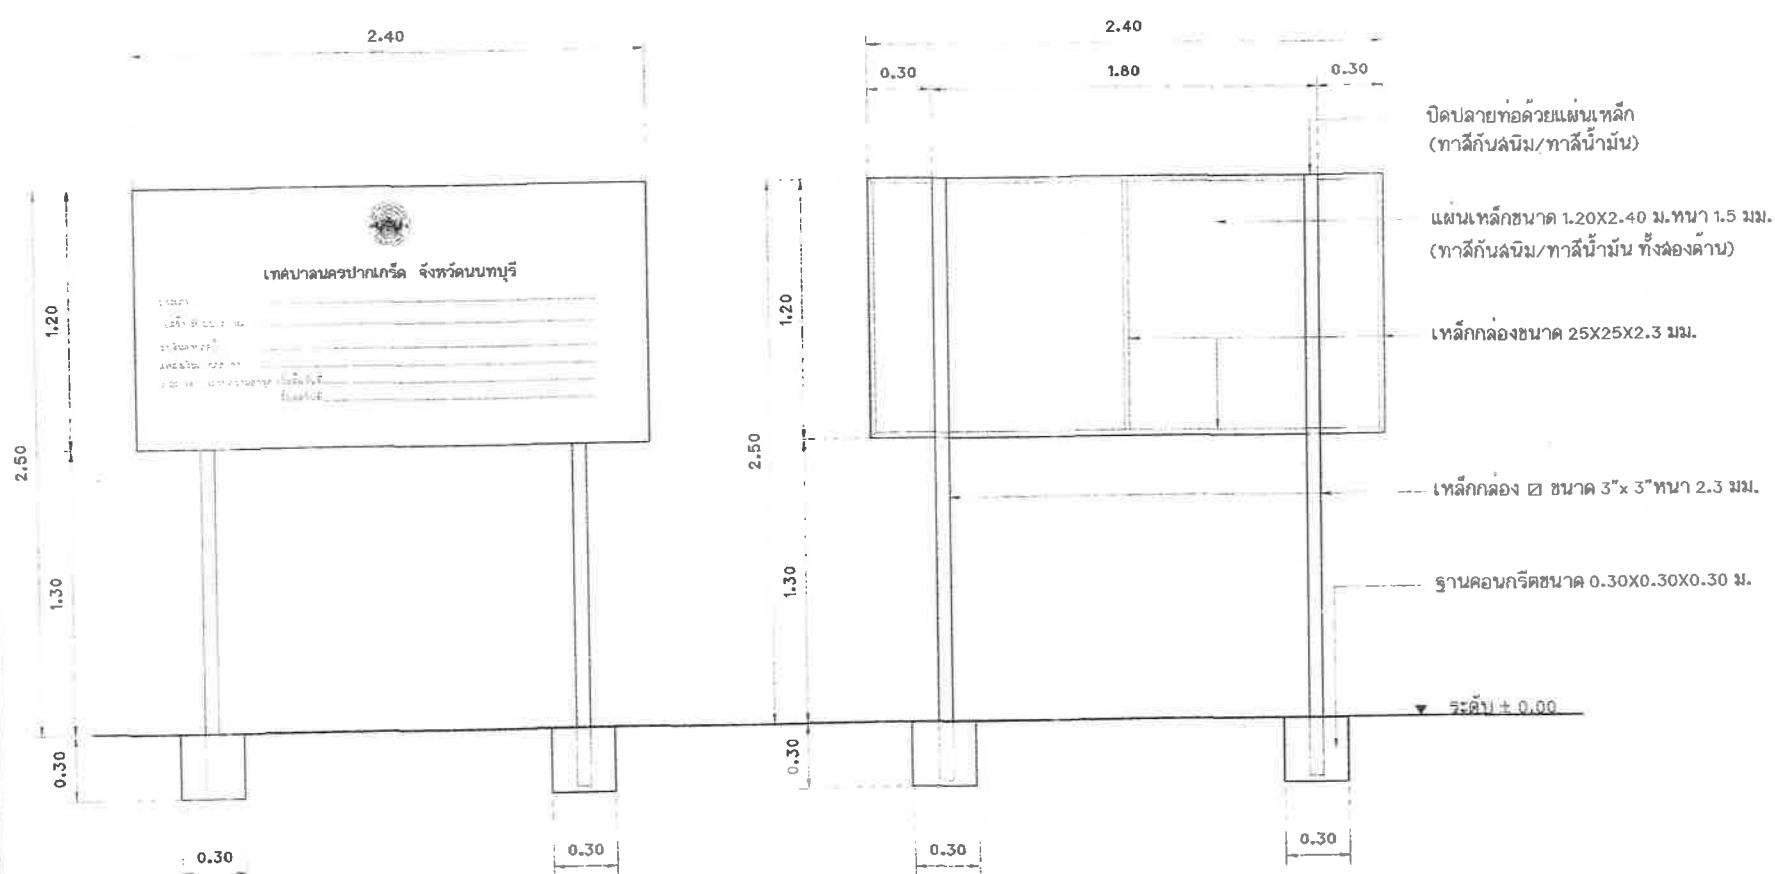 2.40
2.40
0.30
1.80
0.30
ปิดปลายท่อด้วยแผ่นเหล็ก
(ทาสีกันสนิม/ทาสีน้ำมัน)
เทศบาลนครปากเกร็ด จังหวัดนนทบุรี
1.20
2.50
1.30
0.30
0.30
0.30
1.20
2.50
1.30
0.30
0.30
0.30
แผ่นเหล็กขนาด 1.20X2.40 ม.หนา 1.5 มม.
(ทาสีกันสนิม/ทาสีน้ำมัน ทั้งสองด้าน)
เหล็กกล่องขนาด 25X25X2.3 มม.
เหล็กกล่อง ☐ ขนาด 3"x 3"หนา 2.3 มม.
ฐานคอนกรีตขนาด 0.30X0.30X0.30 ม.
ระดับ ± 0.00